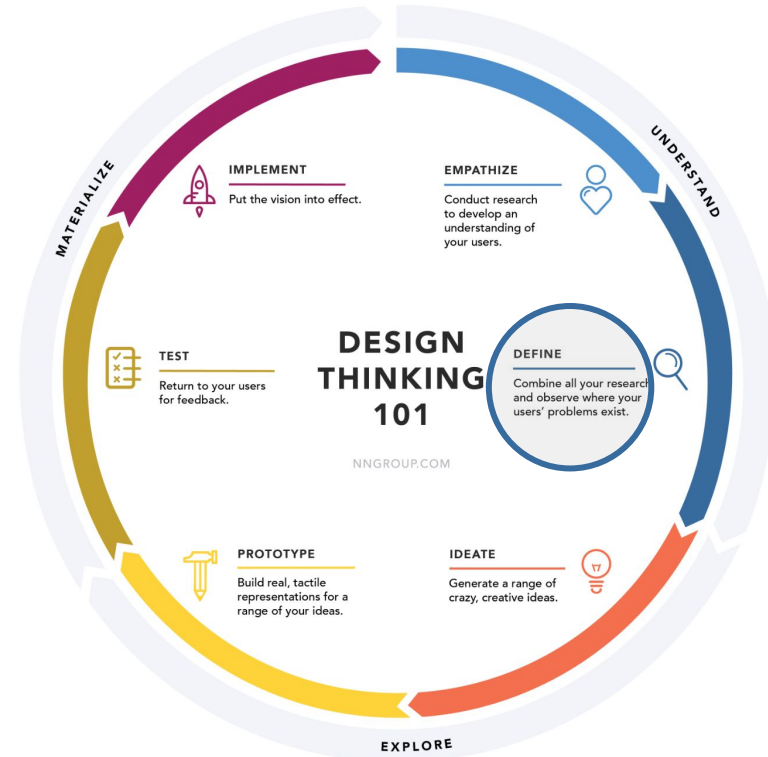 UNDERSTAND
MATERIALIZE
IMPLEMENT
Put the vision into effect.
EMPATHIZE
Conduct research
to develop an
understanding of
your users.
DESIGN
THINKING
101
NNGROUP.COM
DEFINE
Combine all your research
and observe where your
users' problems exist.
TEST
Return to your users
for feedback.
PROTOTYPE
Build real, tactile
representations for a
range of your ideas.
IDEATE
Generate a range of
crazy, creative ideas.
EXPLORE